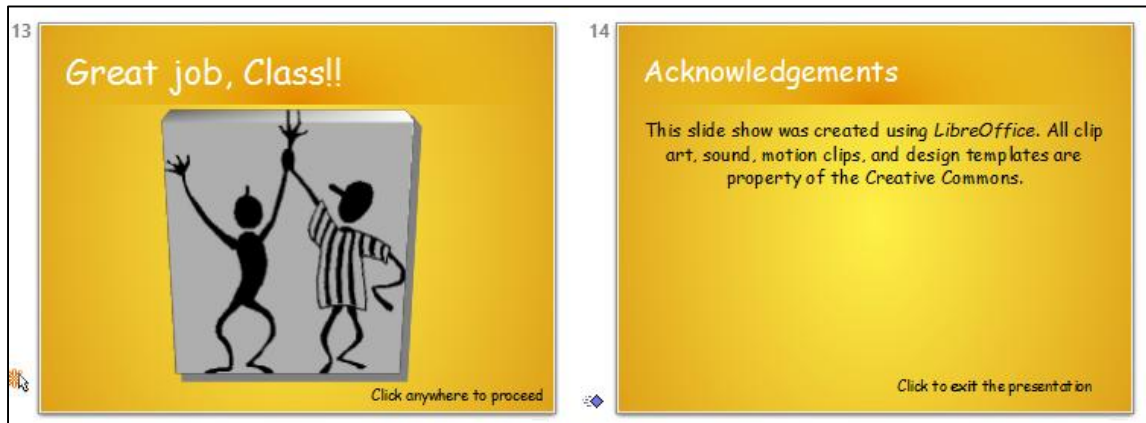 13
Great job, Class!!
Click anywhere to proceed
14
Acknowledgements
This slide show was created using LibreOffice. All clip
art, sound, motion clips, and design templates are
property of the Creative Commons.
Click to exit the presentation